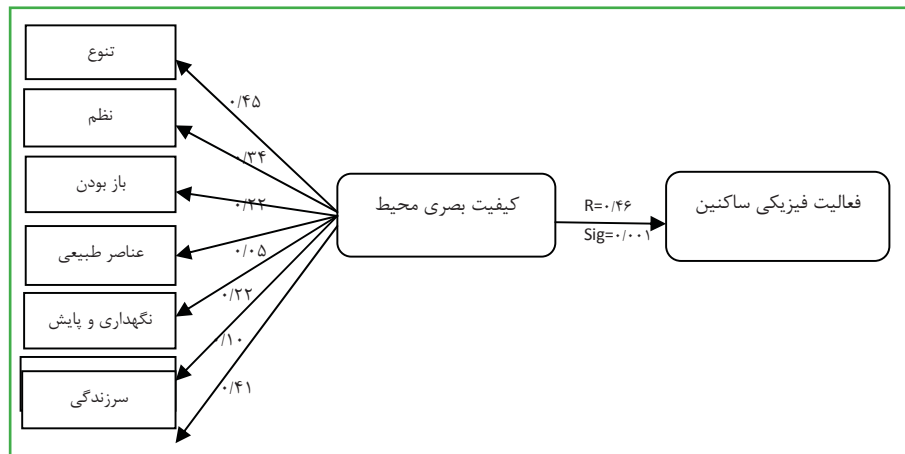 تنوع
نظم
باز بودن
عناصر طبیعی
نگهداری و پایش
سرزندگی
۰/۴۵
۰/۳۴
۰/۲۲
۰/۰۵
۰/۲۲
۰/۱۰
۰/۴۱
کیفیت بصری محیط
R=۰/۴۶
Sig=۰/۰۰۱
فعالیت فیزیکی ساکنین